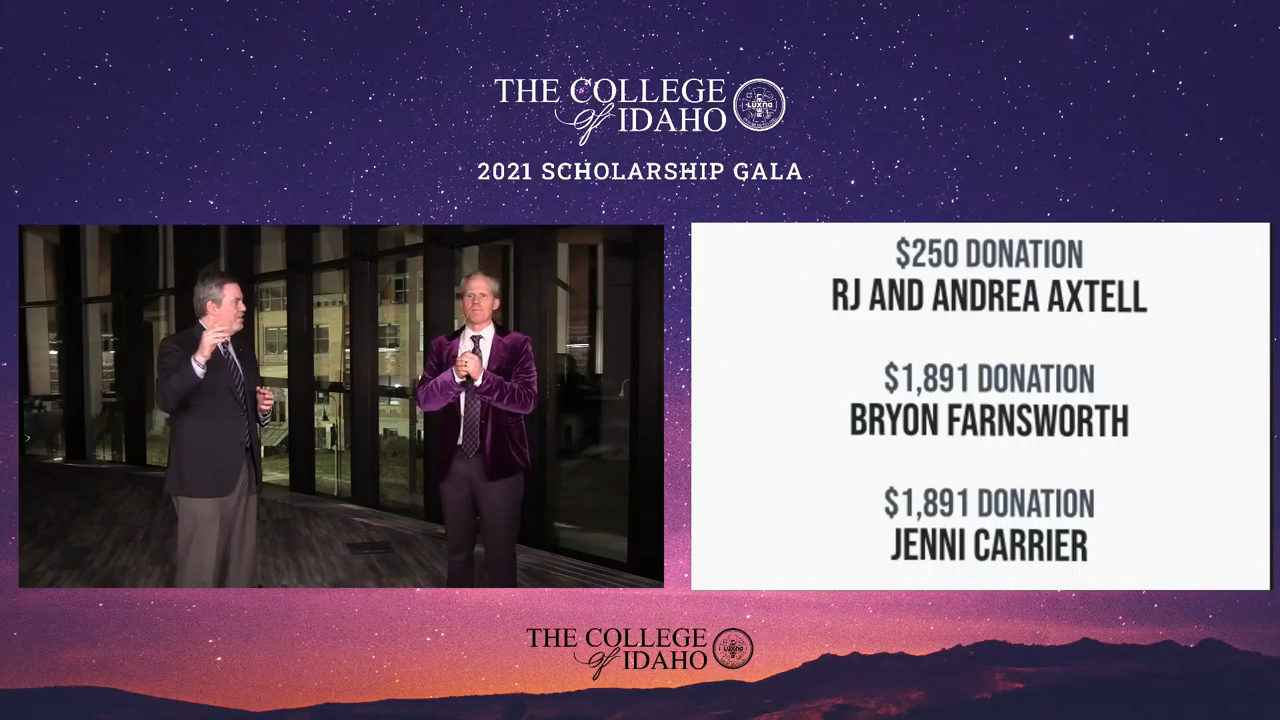 THE COLLEGE
of IDAHO
2021 SCHOLARSHIP GALA
$250 DONATION
RJ AND ANDREA AXTELL
$1,891 DONATION
BRYON FARNSWORTH
$1,891 DONATION
JENNI CARRIER
THE COLLEGE
of IDAHO